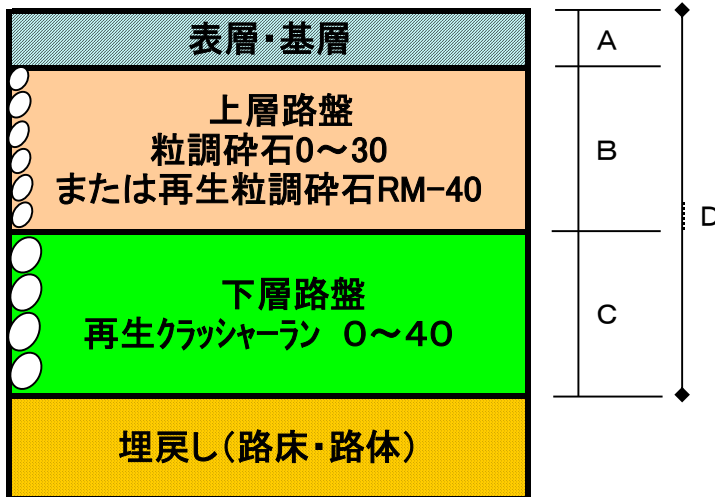 表層・基層
A
上層路盤
粒調砕石0～30
または再生粒調砕石RM-40
B
D
下層路盤
再生クラッシャーラン　0～40
C
埋戻し（路床・路体）